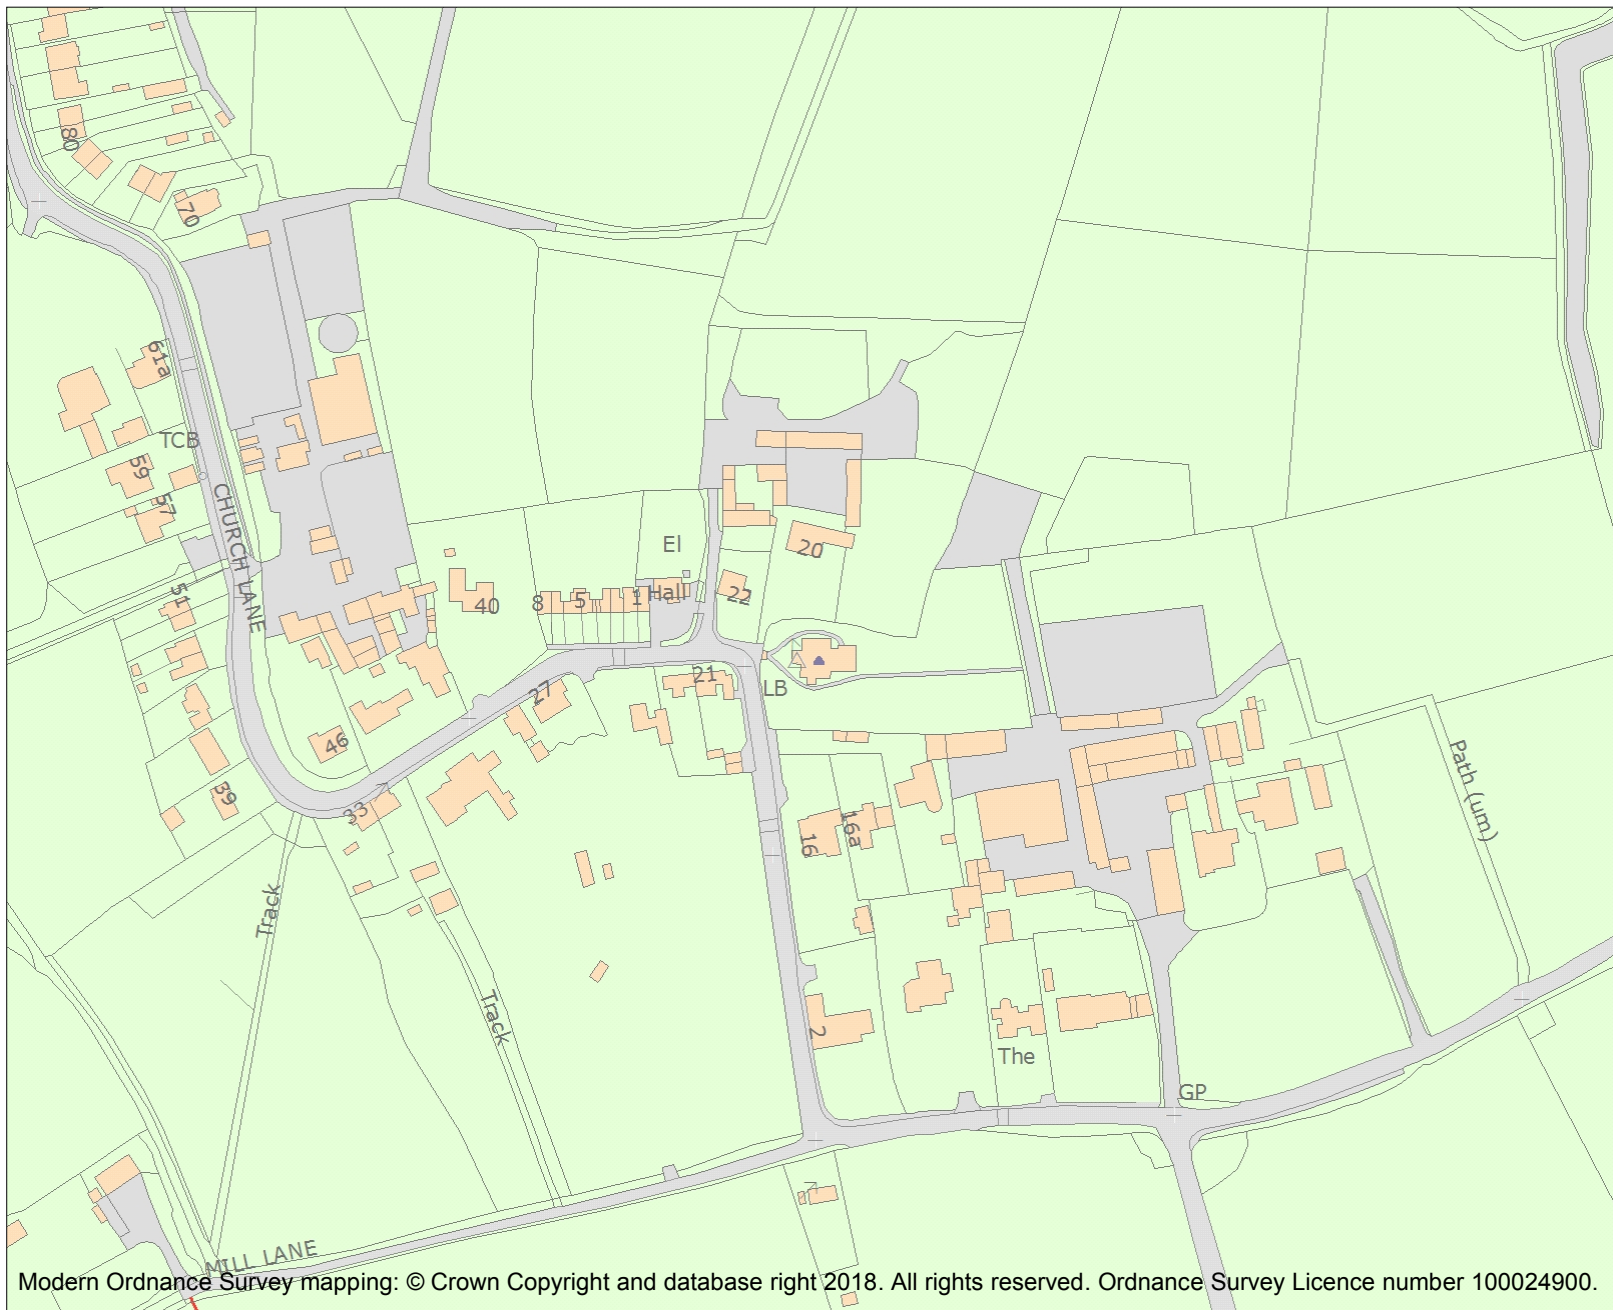 80
70
61a
TCB
59
57
CHURCH LANE
El
20
51
40
8
5
1
Hall
22
21
LB
27
46
39
33
16
16a
Path (um)
Track
Track
2
The
GP
MILL LANE
Modern Ordnance Survey mapping: © Crown Copyright and database right 2018. All rights reserved. Ordnance Survey Licence number 100024900.